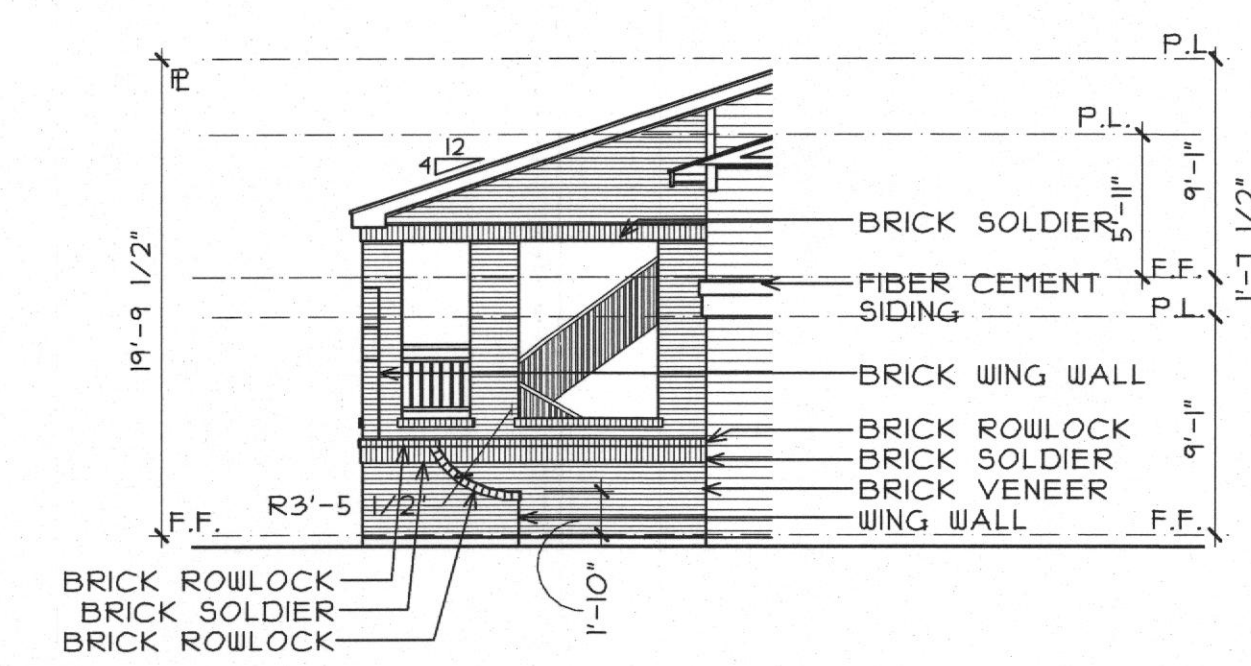 P.L.
PL
P.L.
12
4
9'-1"
5'-11"
1'-7 1/2"
BRICK SOLDIER
19'-9 1/2"
F.F.
FIBER CEMENT
SIDING
P.L.
BRICK WING WALL
9'-1"
BRICK ROWLOCK
BRICK SOLDIER
BRICK VENEER
R3'-5 1/2"
WING WALL
F.F.
F.F.
BRICK ROWLOCK
BRICK SOLDIER
BRICK ROWLOCK
1'-10"